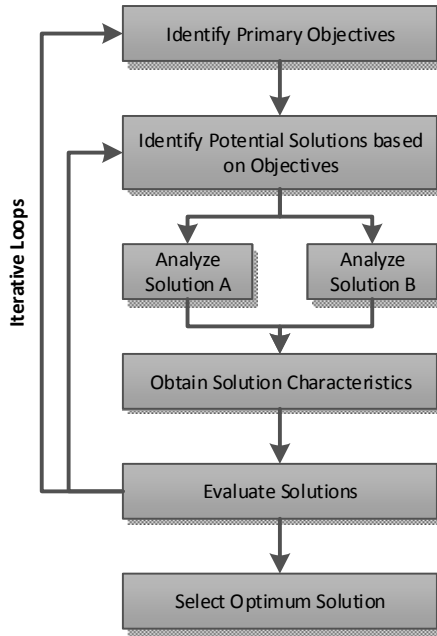 Identify Primary Objectives
Identify Potential Solutions based
on Objectives
Iterative Loops
Analyze
Solution A
Analyze
Solution B
Obtain Solution Characteristics
Evaluate Solutions
Select Optimum Solution